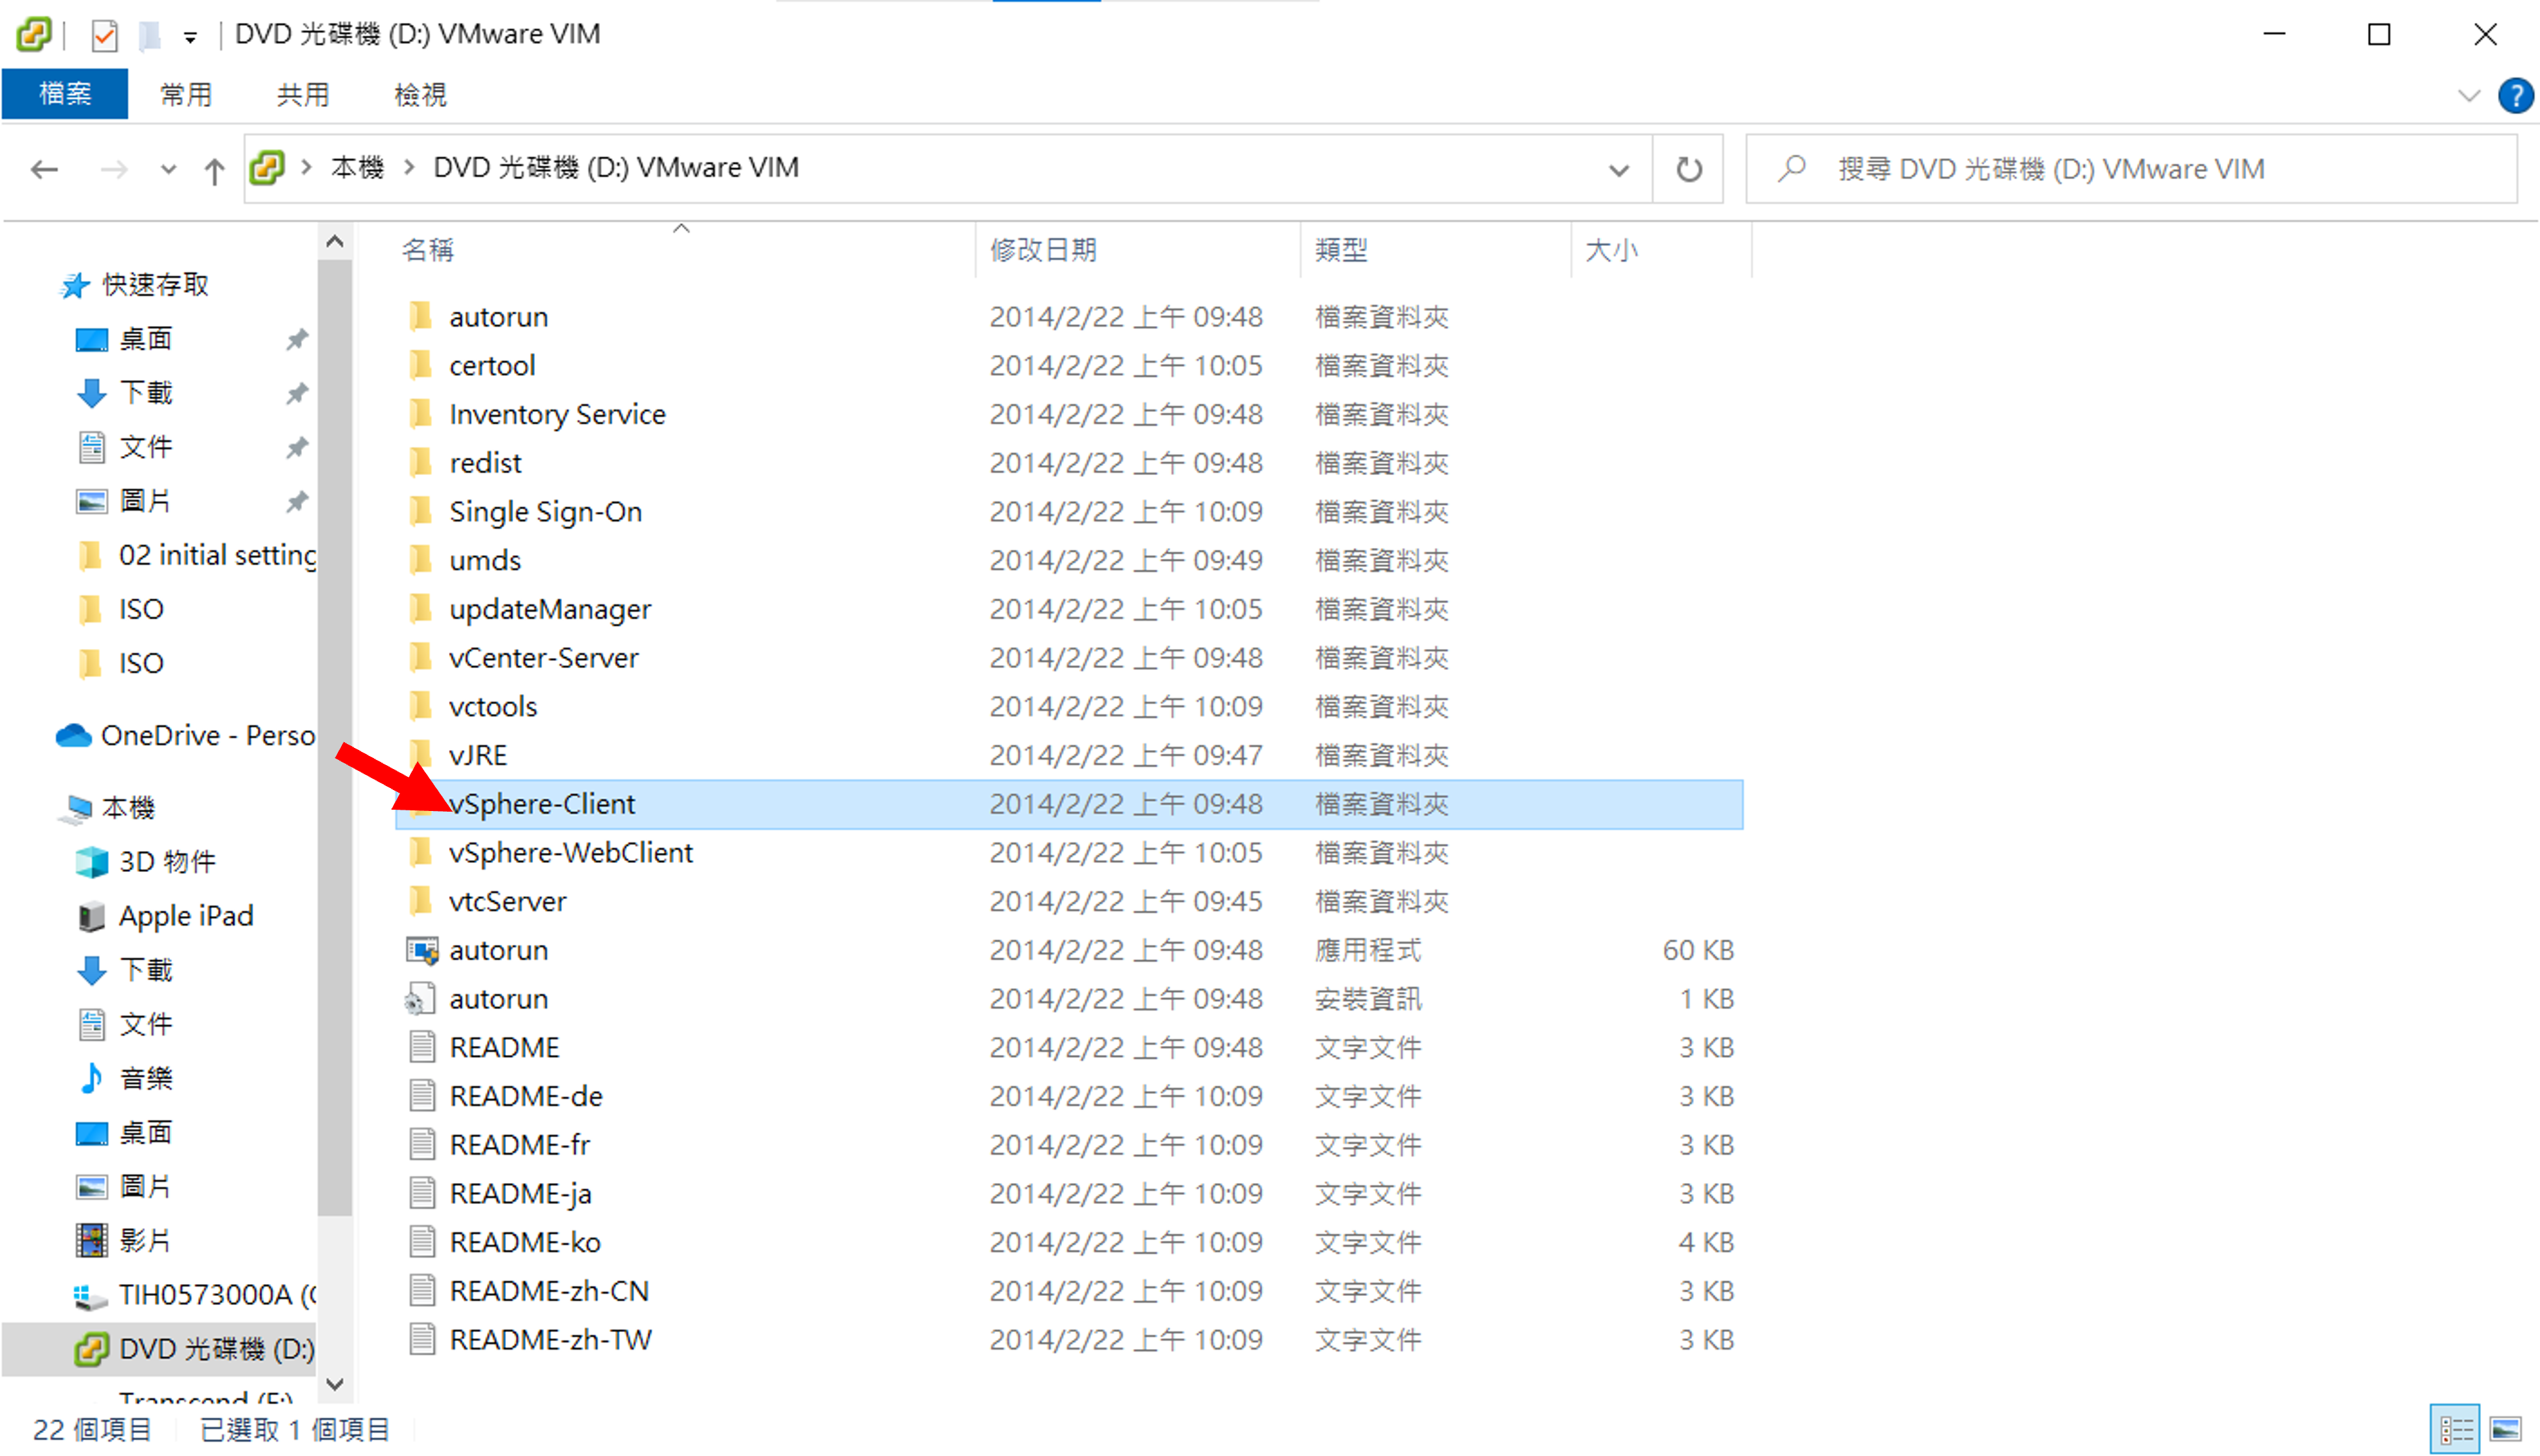 DVD 光碟機 (D:) VMware VIM
檔案 常用 共用 檢視 ?
本機 DVD 光碟機 (D:) VMware VIM 搜尋 DVD 光碟機 (D:) VMware VIM
快速存取
桌面
下載
文件
圖片
02 initial setting
ISO
ISO
OneDrive - Perso
本機
3D 物件
Apple iPad
下載
文件
音樂
桌面
圖片
影片
TIH0573000A (C
DVD 光碟機 (D:)
Transcend (F:)
名稱 修改日期 類型 大小
autorun 2014/2/22 上午 09:48 檔案資料夾
certool 2014/2/22 上午 10:05 檔案資料夾
Inventory Service 2014/2/22 上午 09:48 檔案資料夾
redist 2014/2/22 上午 09:48 檔案資料夾
Single Sign-On 2014/2/22 上午 10:09 檔案資料夾
umds 2014/2/22 上午 09:49 檔案資料夾
updateManager 2014/2/22 上午 10:05 檔案資料夾
vCenter-Server 2014/2/22 上午 09:48 檔案資料夾
vctools 2014/2/22 上午 10:09 檔案資料夾
vJRE 2014/2/22 上午 09:47 檔案資料夾
vSphere-Client 2014/2/22 上午 09:48 檔案資料夾
vSphere-WebClient 2014/2/22 上午 10:05 檔案資料夾
vtcServer 2014/2/22 上午 09:45 檔案資料夾
autorun 2014/2/22 上午 09:48 應用程式 60 KB
autorun 2014/2/22 上午 09:48 安裝資訊 1 KB
README 2014/2/22 上午 09:48 文字文件 3 KB
README-de 2014/2/22 上午 10:09 文字文件 3 KB
README-fr 2014/2/22 上午 10:09 文字文件 3 KB
README-ja 2014/2/22 上午 10:09 文字文件 3 KB
README-ko 2014/2/22 上午 10:09 文字文件 4 KB
README-zh-CN 2014/2/22 上午 10:09 文字文件 3 KB
README-zh-TW 2014/2/22 上午 10:09 文字文件 3 KB
22 個項目 已選取 1 個項目